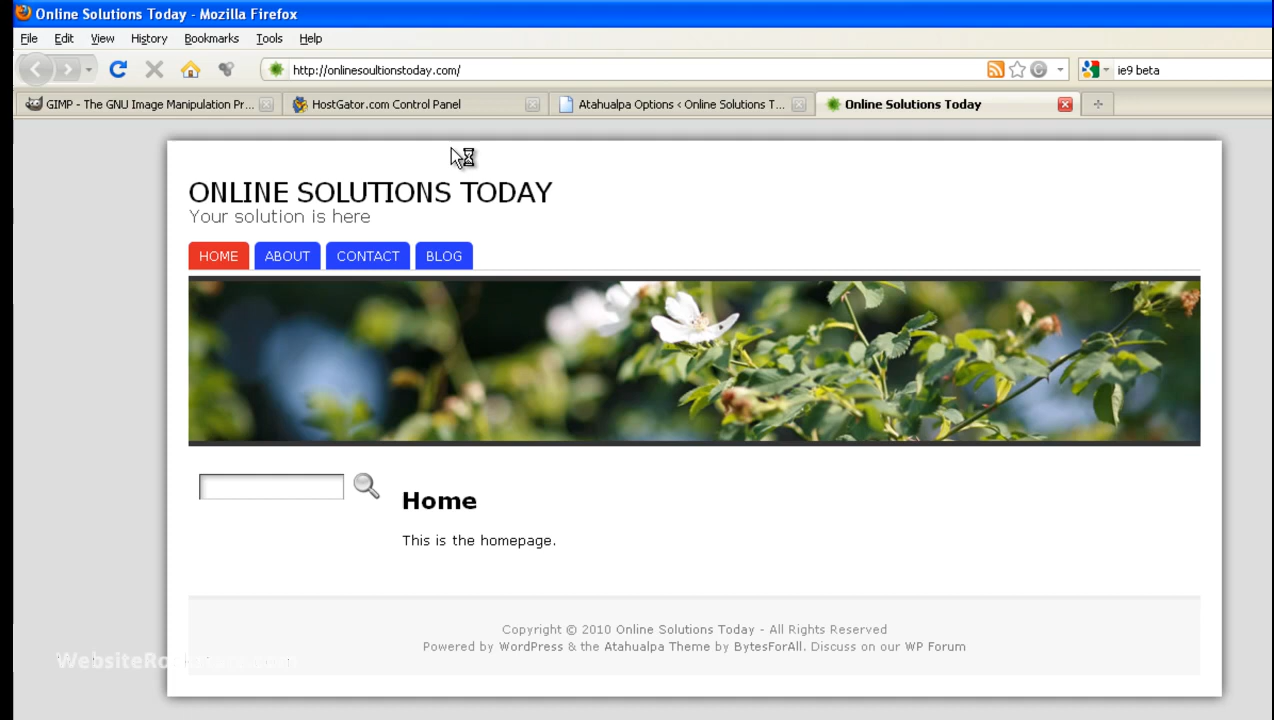 Online Solutions Today - Mozilla Firefox
File Edit View History Bookmarks Tools Help
http://onlinesoultionstoday.com/ ie9 beta
GIMP - The GNU Image Manipulation Pr... HostGator.com Control Panel Atahualpa Options < Online Solutions T... Online Solutions Today
ONLINE SOLUTIONS TODAY
Your solution is here
HOME ABOUT CONTACT BLOG
Home
This is the homepage.
Copyright © 2010 Online Solutions Today - All Rights Reserved
Powered by WordPress & the Atahualpa Theme by BytesForAll. Discuss on our WP Forum